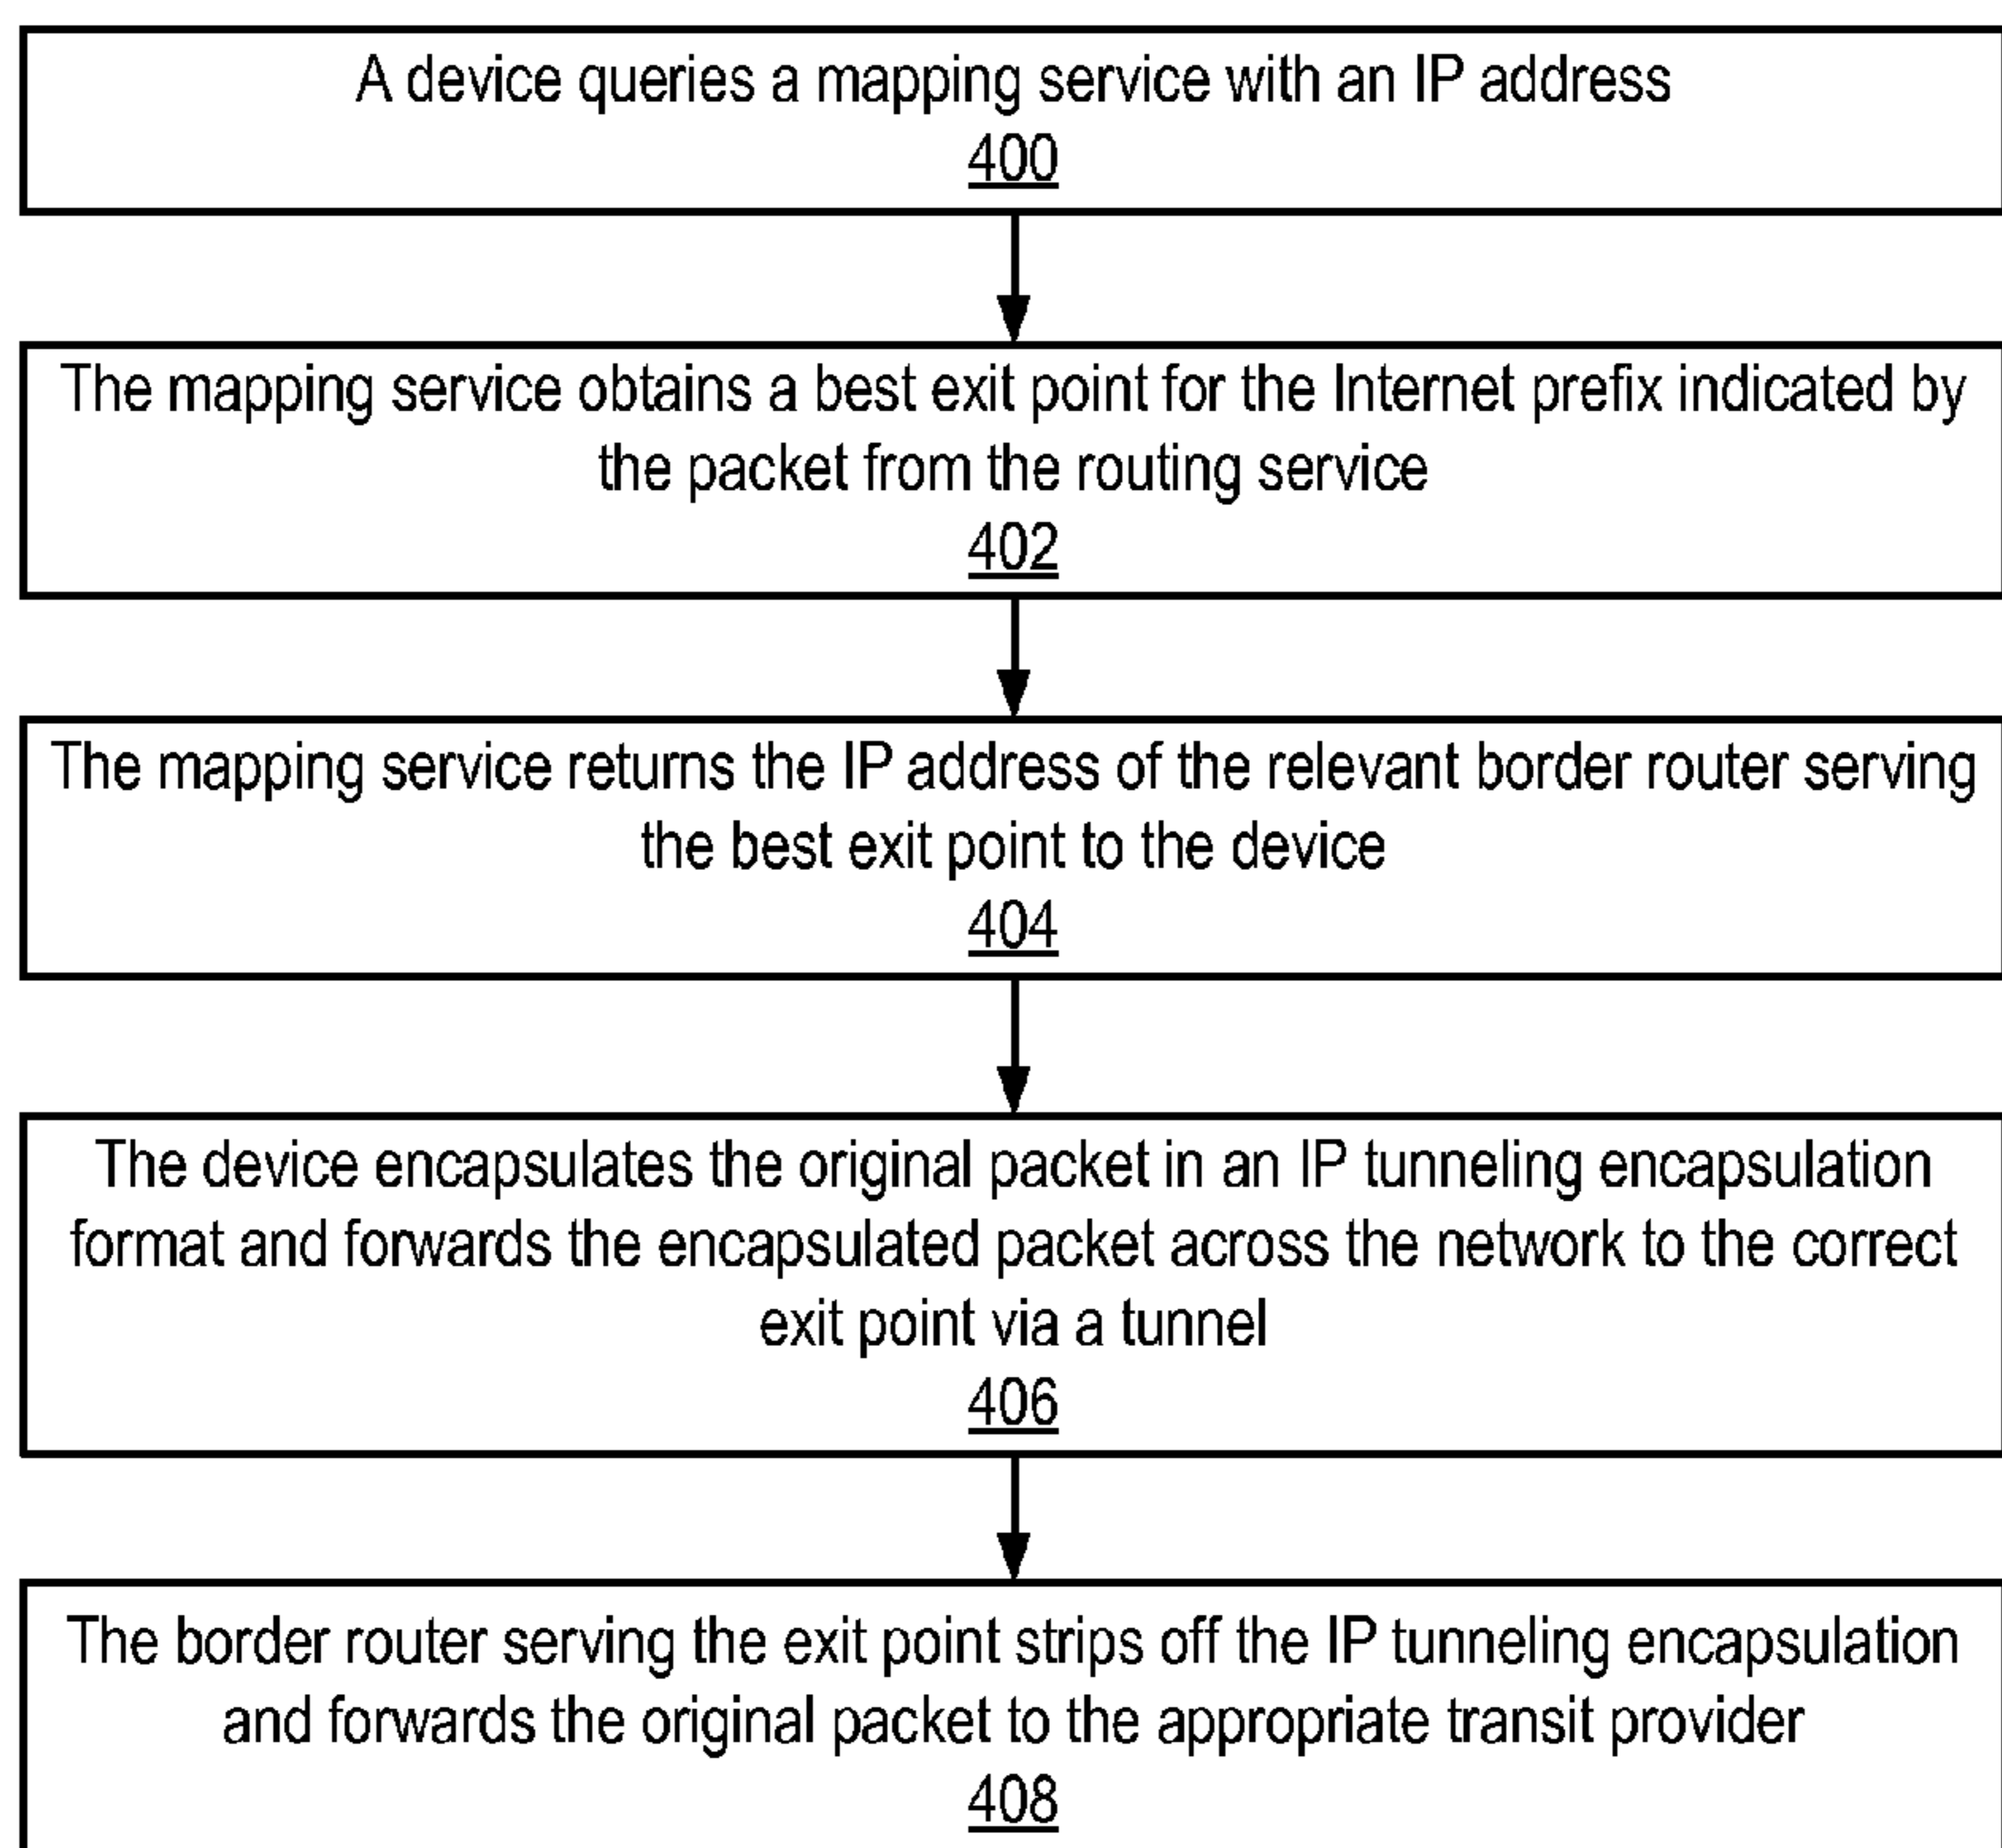 A device queries a mapping service with an IP address
400
The mapping service obtains a best exit point for the Internet prefix indicated by
the packet from the routing service
402
The mapping service returns the IP address of the relevant border router serving
the best exit point to the device
404
The device encapsulates the original packet in an IP tunneling encapsulation
format and forwards the encapsulated packet across the network to the correct
exit point via a tunnel
406
The border router serving the exit point strips off the IP tunneling encapsulation
and forwards the original packet to the appropriate transit provider
408